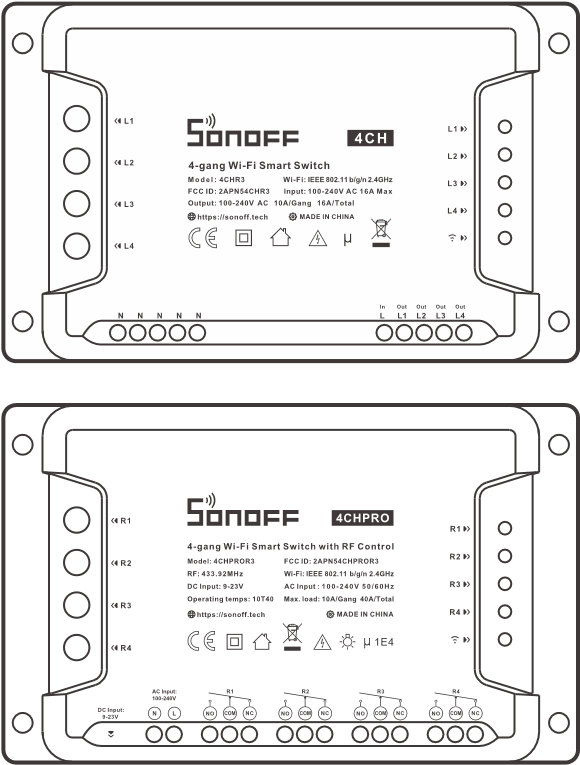 SONOFF 4CH
4-gang Wi-Fi Smart Switch
Model: 4CHR3 Wi-Fi: IEEE 802.11 b/g/n 2.4GHz
FCC ID: 2APN54CHR3 Input: 100-240V AC 16A Max
Output: 100-240V AC 10A/Gang 16A/Total
https://sonoff.tech MADE IN CHINA
CE μ
L1
L2
L3
L4
L1
L2
L3
L4
In Out Out Out Out
N N N N N L L1 L2 L3 L4
SONOFF 4CHPRO
4-gang Wi-Fi Smart Switch with RF Control
Model: 4CHPROR3 FCC ID: 2APN54CHPROR3
RF: 433.92MHz Wi-Fi: IEEE 802.11 b/g/n 2.4GHz
DC Input: 9-23V AC Input : 100-240V 50/60Hz
Operating temps: 10T40 Max. load: 10A/Gang 40A/Total
https://sonoff.tech MADE IN CHINA
CE μ 1E4
R1
R2
R3
R4
R1
R2
R3
R4
AC Input: R1 R2 R3 R4
100-240V
DC Input: N L NO COM NC NO COM NC NO COM NC NO COM NC
9-23V